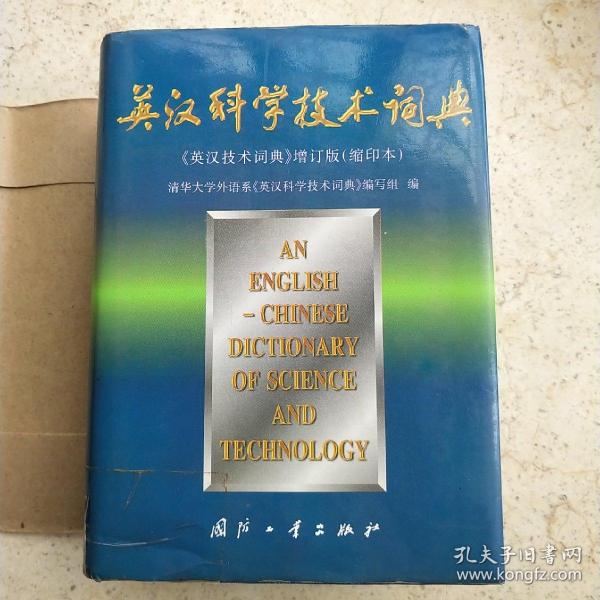 英汉科学技术词典
《英汉技术词典》增订版(缩印本)
清华大学外语系《英汉科学技术词典》编写组 编
AN
ENGLISH
- CHINESE
DICTIONARY
OF SCIENCE
AND
TECHNOLOGY
国防工业出版社
孔夫子旧书网
www.kongfz.com